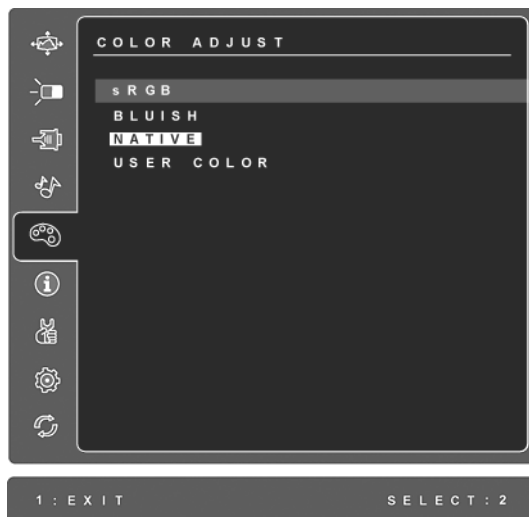 COLOR ADJUST
sRGB
BLUISH
NATIVE
USER COLOR
1:EXIT SELECT:2